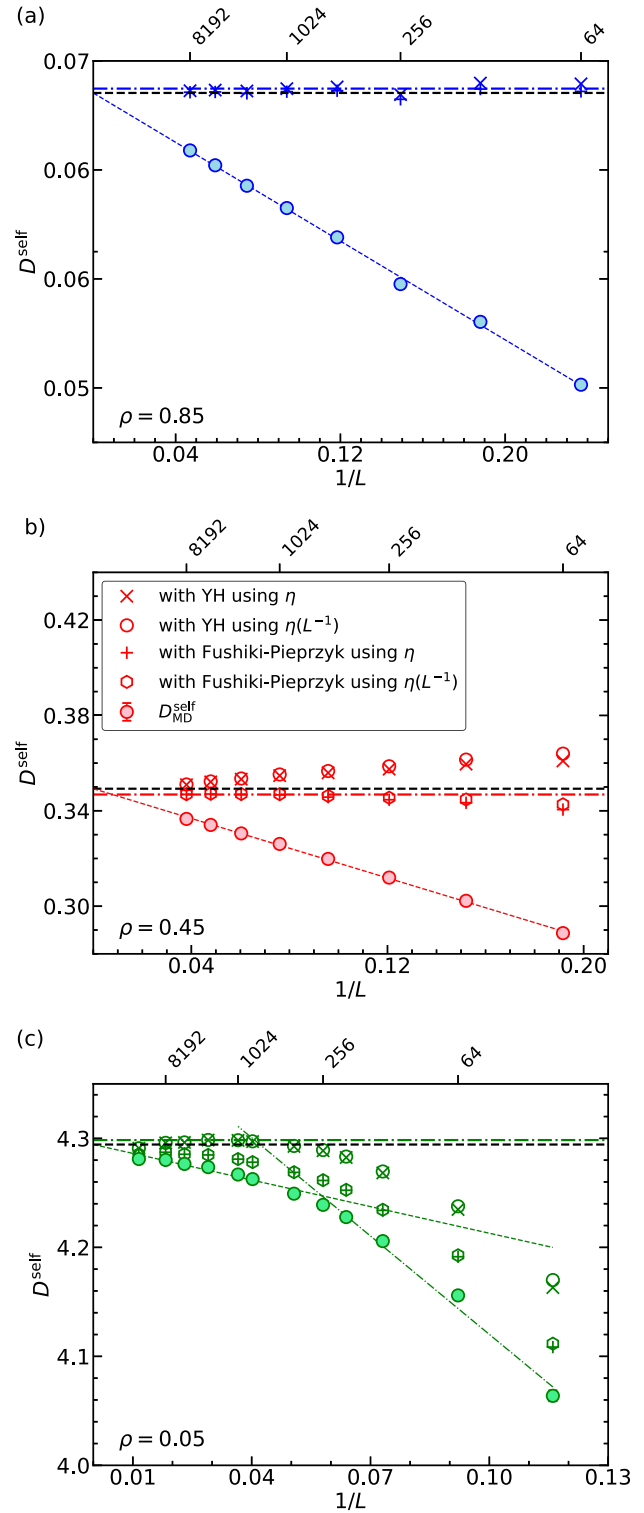 (a)
8192
1024
256
64
0.07
0.06
0.06
0.05
D^self
ρ = 0.85
0.04
0.12
0.20
1/L
b)
8192
1024
256
64
0.42
0.38
0.34
0.30
D^self
with YH using η
with YH using η(L⁻¹)
with Fushiki-Pieprzyk using η
with Fushiki-Pieprzyk using η(L⁻¹)
D_MD^self
ρ = 0.45
0.04
0.12
0.20
1/L
(c)
8192
1024
256
64
4.3
4.2
4.1
4.0
D^self
ρ = 0.05
0.01
0.04
0.07
0.10
0.13
1/L